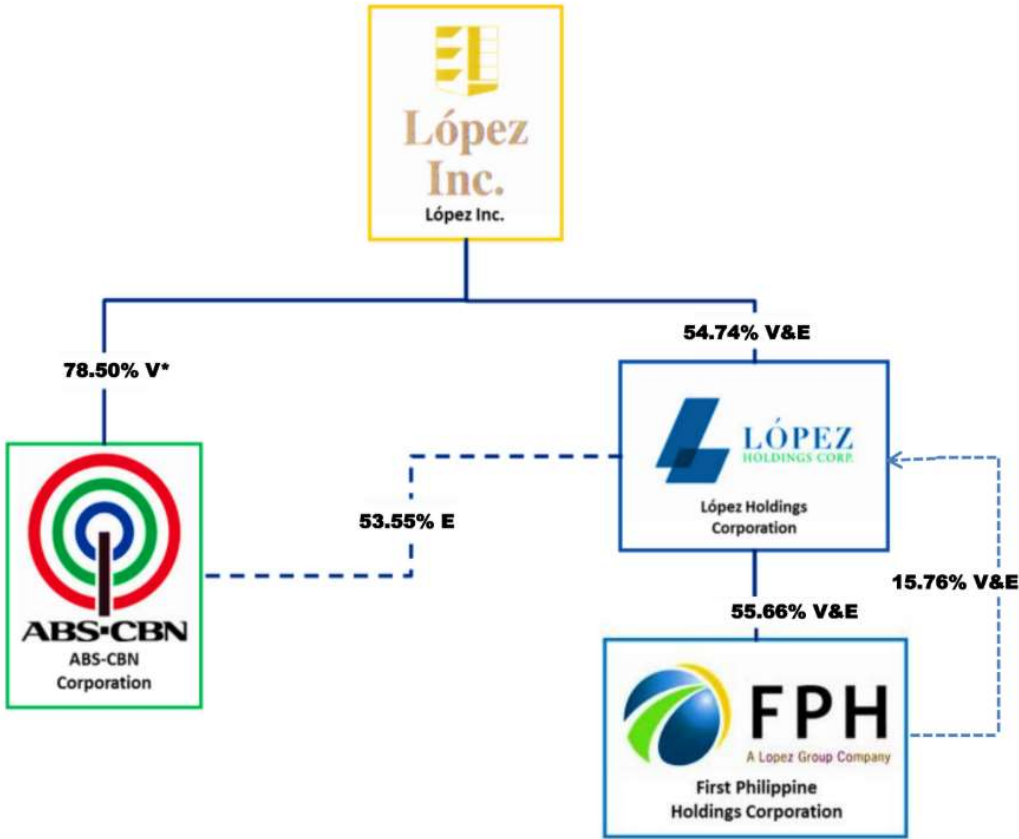 López
Inc.
López Inc.
54.74% V&E
78.50% V*
LÓPEZ
HOLDINGS CORP.
López Holdings
Corporation
53.55% E
15.76% V&E
55.66% V&E
ABS-CBN
ABS-CBN
Corporation
FPH
A Lopez Group Company
First Philippine
Holdings Corporation